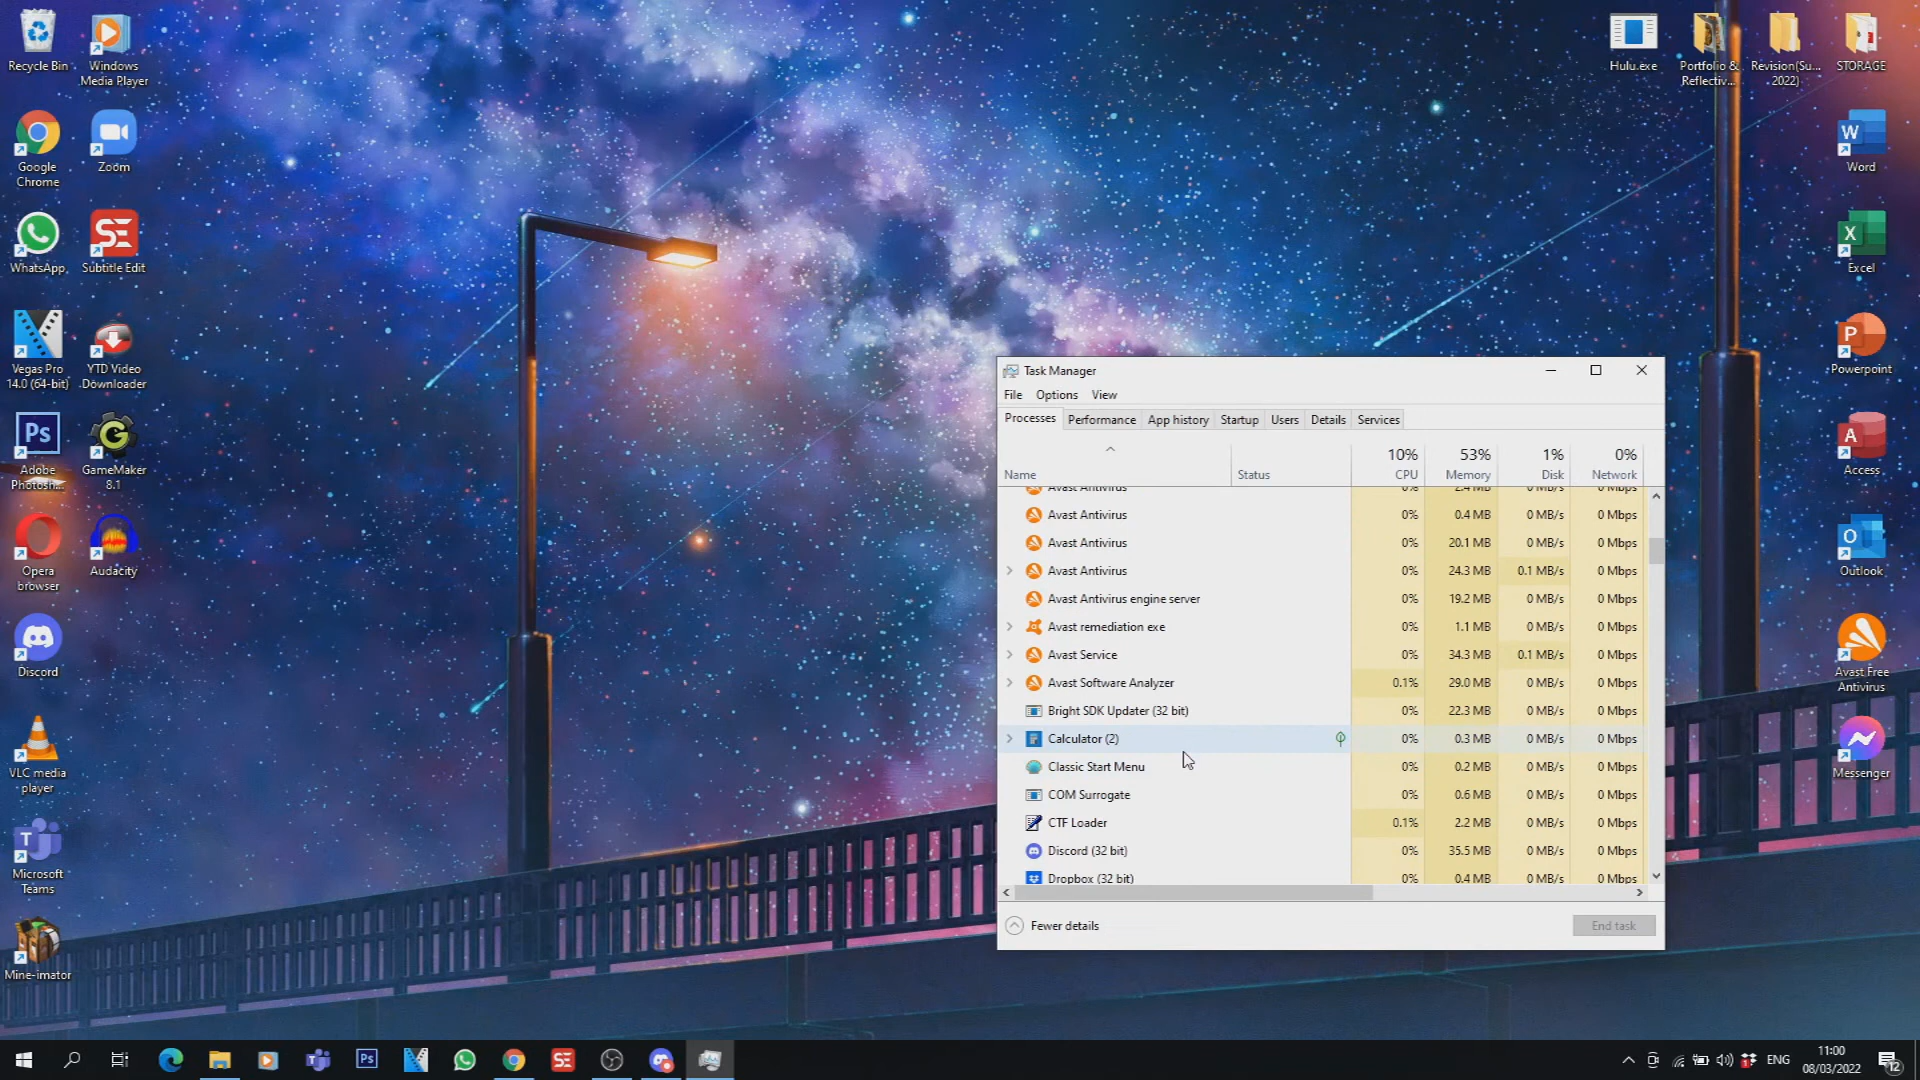 Recycle Bin
Windows
Media Player
Google
Chrome
Zoom
WhatsApp
Subtitle Edit
Vegas Pro
14.0 (64-bit)
YTD Video
Downloader
Adobe
Photosh...
GameMaker
8.1
Opera
browser
Audacity
Discord
VLC media
player
Microsoft
Teams
Mine-imator
Hulu.exe
Portfolio &
Reflectiv...
Revision(Su...
2022)
STORAGE
Word
Excel
Powerpoint
Access
Outlook
Avast Free
Antivirus
Messenger
Task Manager
File Options View
Processes Performance App history Startup Users Details Services
10% 53% 1% 0%
Name Status CPU Memory Disk Network
Avast Antivirus 0% 2.4 MB 0 MB/s 0 Mbps
Avast Antivirus 0% 0.4 MB 0 MB/s 0 Mbps
Avast Antivirus 0% 20.1 MB 0 MB/s 0 Mbps
Avast Antivirus 0% 24.3 MB 0.1 MB/s 0 Mbps
Avast Antivirus engine server 0% 19.2 MB 0 MB/s 0 Mbps
Avast remediation exe 0% 1.1 MB 0 MB/s 0 Mbps
Avast Service 0% 34.3 MB 0.1 MB/s 0 Mbps
Avast Software Analyzer 0.1% 29.0 MB 0 MB/s 0 Mbps
Bright SDK Updater (32 bit) 0% 22.3 MB 0 MB/s 0 Mbps
Calculator (2) 0% 0.3 MB 0 MB/s 0 Mbps
Classic Start Menu 0% 0.2 MB 0 MB/s 0 Mbps
COM Surrogate 0% 0.6 MB 0 MB/s 0 Mbps
CTF Loader 0.1% 2.2 MB 0 MB/s 0 Mbps
Discord (32 bit) 0% 35.5 MB 0 MB/s 0 Mbps
Dropbox (32 bit) 0% 0.4 MB 0 MB/s 0 Mbps
Fewer details
End task
ENG
11:00
08/03/2022
12